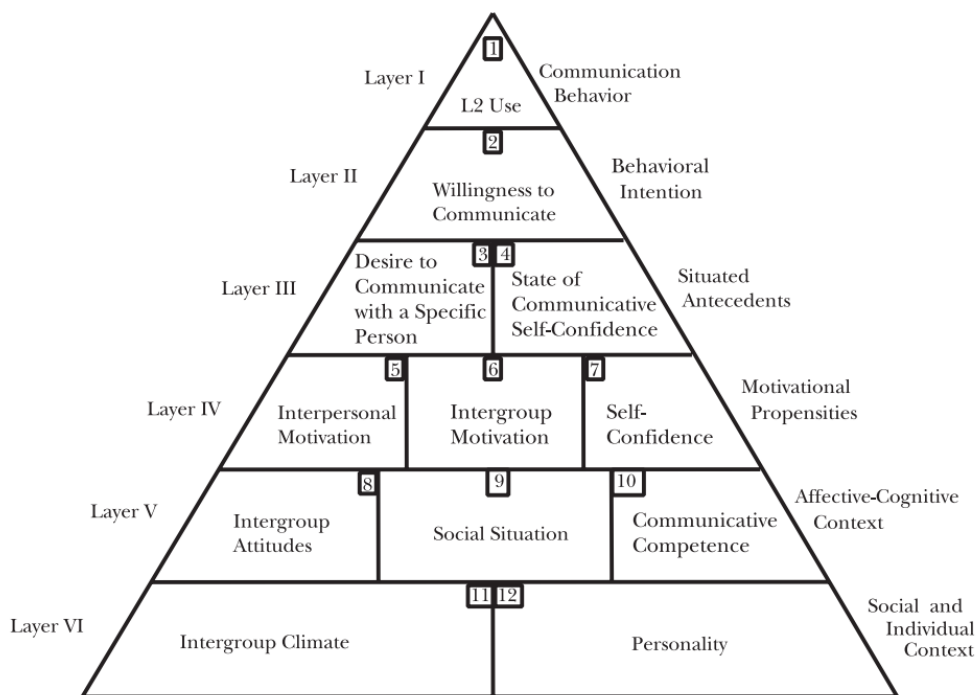 1
Layer I
Communication
Behavior
L2 Use
2
Layer II
Behavioral
Intention
Willingness to
Communicate
3
4
Layer III
Desire to
Communicate
with a Specific
Person
State of
Communicative
Self-Confidence
Situated
Antecedents
5
6
7
Layer IV
Interpersonal
Motivation
Intergroup
Motivation
Self-
Confidence
Motivational
Propensities
8
9
10
Layer V
Intergroup
Attitudes
Social Situation
Communicative
Competence
Affective-Cognitive
Context
11
12
Layer VI
Intergroup Climate
Personality
Social and
Individual
Context